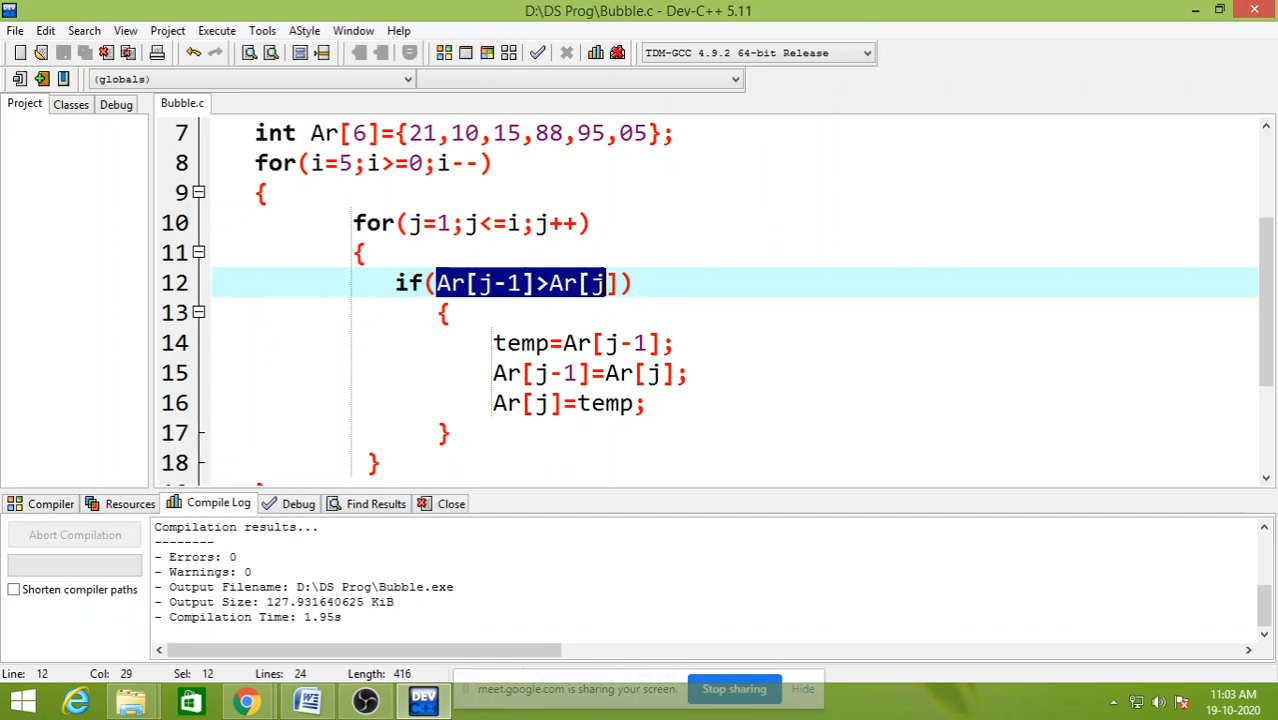 D:\DS Prog\Bubble.c - Dev-C++ 5.11
File Edit Search View Project Execute Tools AStyle Window Help
TDM-GCC 4.9.2 64-bit Release
(globals)
Project Classes Debug
Bubble.c
7 int Ar[6]={21,10,15,88,95,05};
8 for(i=5;i>=0;i--)
9 {
10 for(j=1;j<=i;j++)
11 {
12 if(Ar[j-1]>Ar[j])
13 {
14 temp=Ar[j-1];
15 Ar[j-1]=Ar[j];
16 Ar[j]=temp;
17 }
18 }
Compiler Resources Compile Log Debug Find Results Close
Abort Compilation
Shorten compiler paths
Compilation results...
--------
- Errors: 0
- Warnings: 0
- Output Filename: D:\DS Prog\Bubble.exe
- Output Size: 127.931640625 KiB
- Compilation Time: 1.95s
Line: 12 Col: 29 Sel: 12 Lines: 24 Length: 416
meet.google.com is sharing your screen. Stop sharing Hide
DEV C++
11:03 AM
19-10-2020